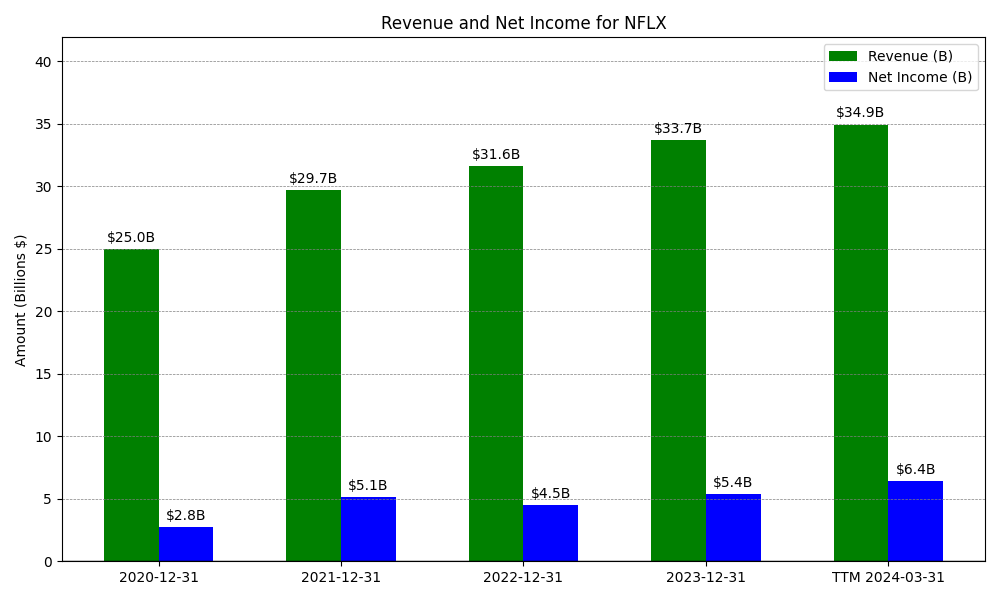 Revenue and Net Income for NFLX
Revenue (B)
Net Income (B)
Amount (Billions $)
40
35
30
25
20
15
10
5
0
$25.0B
$2.8B
$29.7B
$5.1B
$31.6B
$4.5B
$33.7B
$5.4B
$34.9B
$6.4B
2020-12-31
2021-12-31
2022-12-31
2023-12-31
TTM 2024-03-31